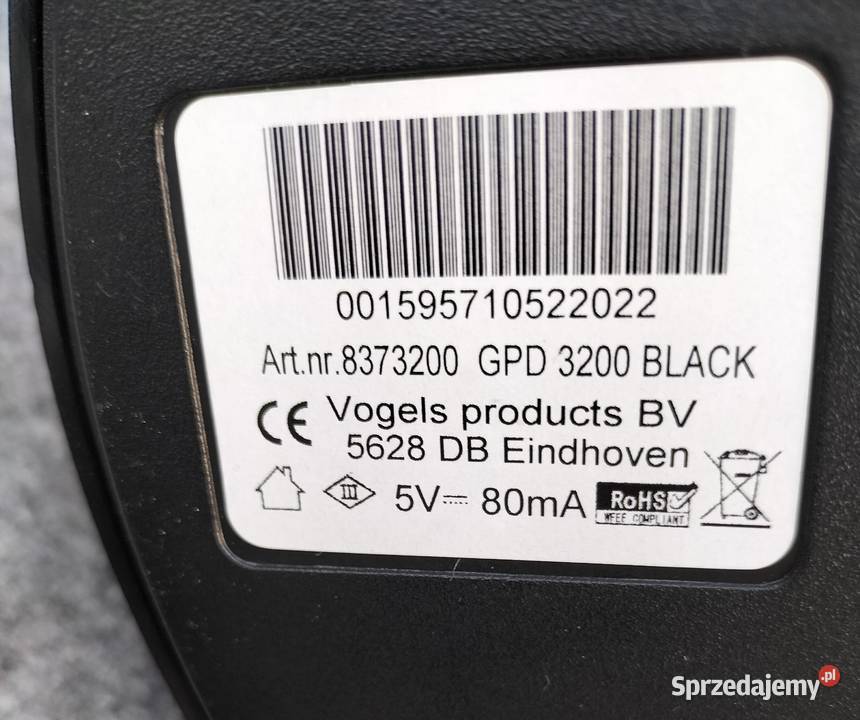 001595710522022
Art.nr.8373200 GPD 3200 BLACK
CE Vogels products BV
5628 DB Eindhoven
III 5V⎓ 80mA RoHS
WEEE COMPLIANT
Sprzedajemy.pl